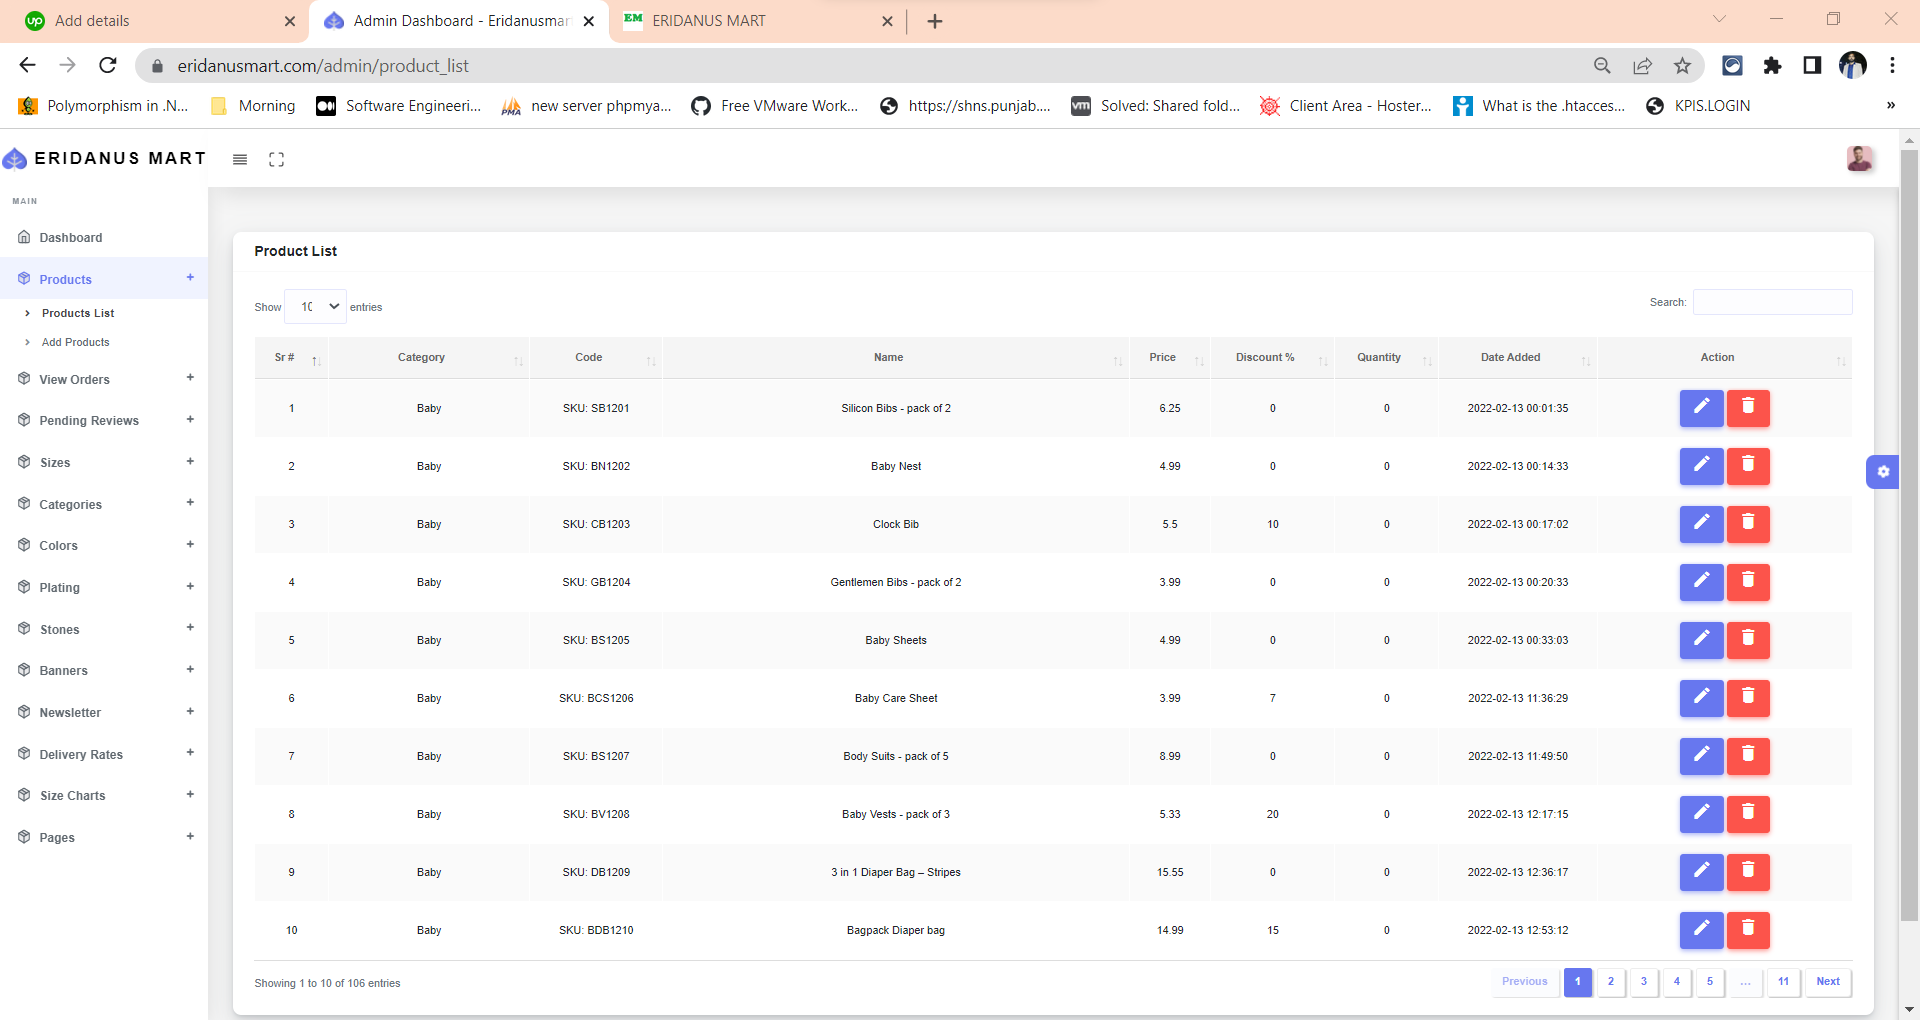 Add details
Admin Dashboard - Eridanusmar
EM ERIDANUS MART
eridanusmart.com/admin/product_list
Polymorphism in .N...
Morning
Software Engineeri...
PMA new server phpmya...
Free VMware Work...
https://shns.punjab....
vm Solved: Shared fold...
Client Area - Hoster...
What is the .htacces...
KPIS.LOGIN
»
ERIDANUS MART
MAIN
Dashboard
Products +
Products List
Add Products
View Orders +
Pending Reviews +
Sizes +
Categories +
Colors +
Plating +
Stones +
Banners +
Newsletter +
Delivery Rates +
Size Charts +
Pages +
Product List
Show 10 entries
Search:
Sr # Category Code Name Price Discount % Quantity Date Added Action
1 Baby SKU: SB1201 Silicon Bibs - pack of 2 6.25 0 0 2022-02-13 00:01:35
2 Baby SKU: BN1202 Baby Nest 4.99 0 0 2022-02-13 00:14:33
3 Baby SKU: CB1203 Clock Bib 5.5 10 0 2022-02-13 00:17:02
4 Baby SKU: GB1204 Gentlemen Bibs - pack of 2 3.99 0 0 2022-02-13 00:20:33
5 Baby SKU: BS1205 Baby Sheets 4.99 0 0 2022-02-13 00:33:03
6 Baby SKU: BCS1206 Baby Care Sheet 3.99 7 0 2022-02-13 11:36:29
7 Baby SKU: BS1207 Body Suits - pack of 5 8.99 0 0 2022-02-13 11:49:50
8 Baby SKU: BV1208 Baby Vests - pack of 3 5.33 20 0 2022-02-13 12:17:15
9 Baby SKU: DB1209 3 in 1 Diaper Bag – Stripes 15.55 0 0 2022-02-13 12:36:17
10 Baby SKU: BDB1210 Bagpack Diaper bag 14.99 15 0 2022-02-13 12:53:12
Showing 1 to 10 of 106 entries
Previous 1 2 3 4 5 ... 11 Next